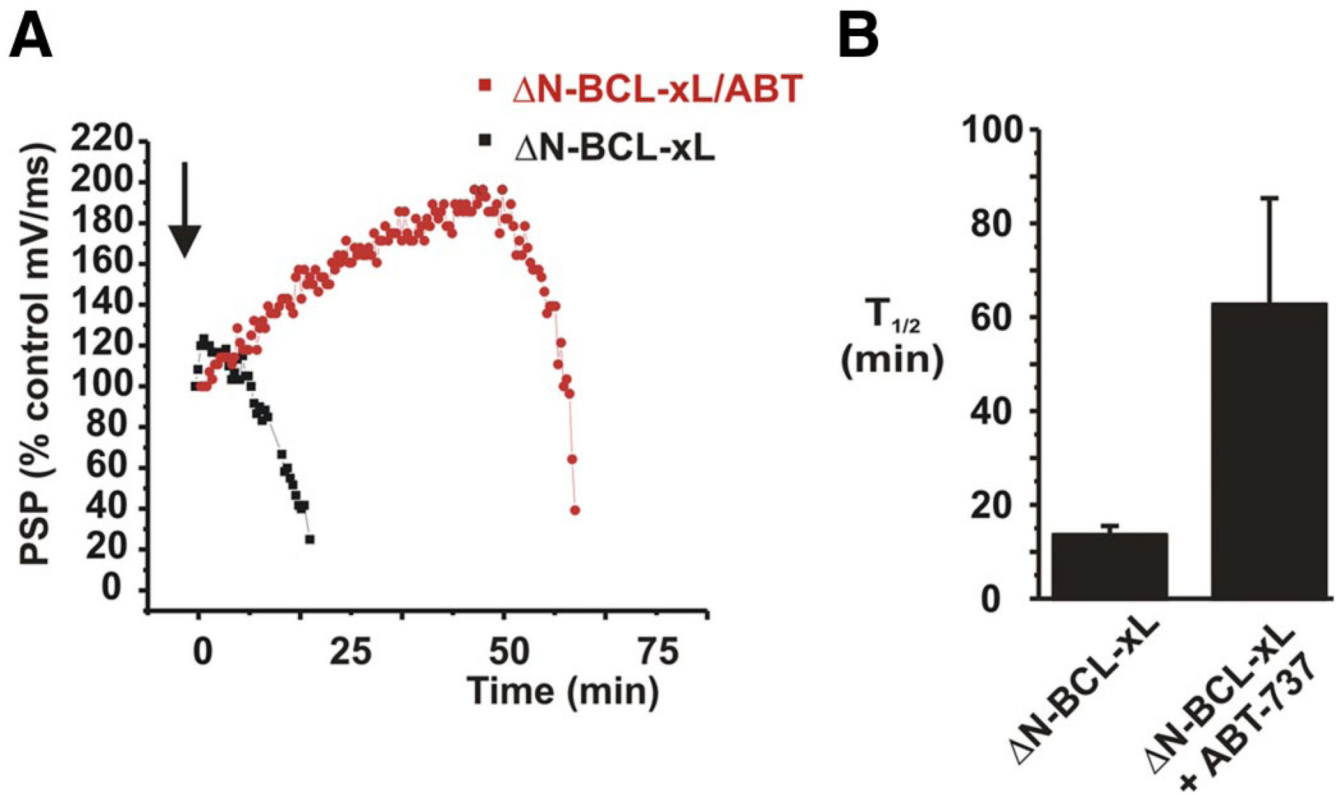 A
ΔN-BCL-xL/ABT
ΔN-BCL-xL
220
200
180
160
140
120
100
80
60
40
20
0
PSP (% control mV/ms)
0 25 50 75
Time (min)
B
100
80
60
40
20
0
T1/2
(min)
ΔN-BCL-xL
ΔN-BCL-xL
+ ABT-737